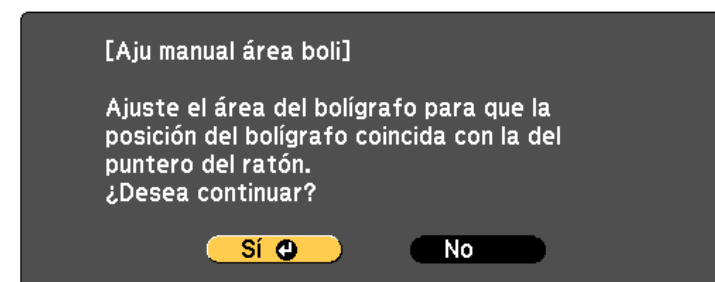 [Aju manual área boli]
Ajuste el área del bolígrafo para que la
posición del bolígrafo coincida con la del
puntero del ratón.
¿Desea continuar?
Sí No